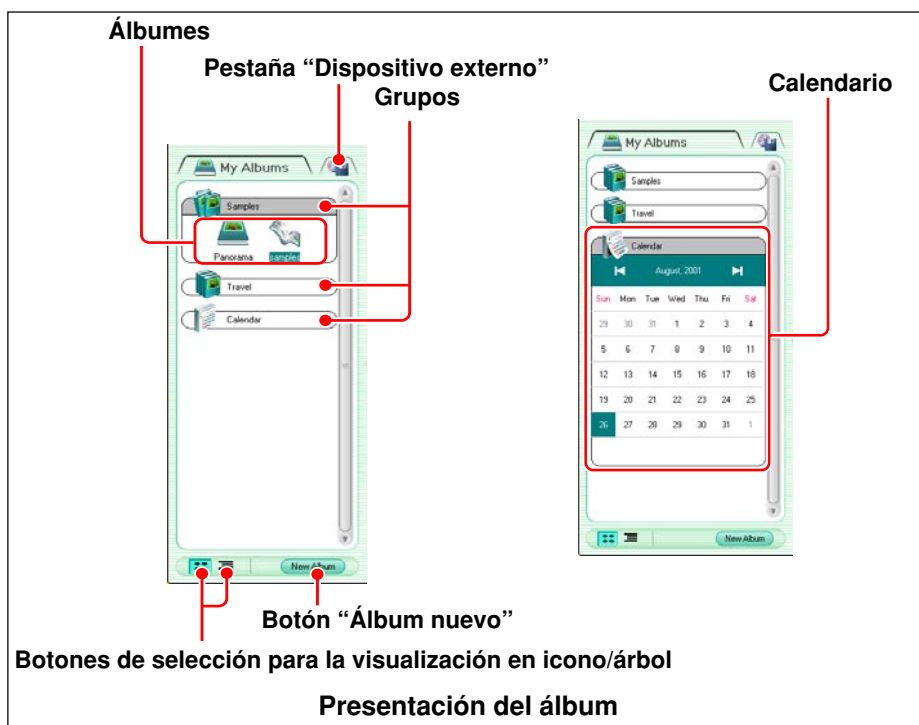 Álbumes
Pestaña “Dispositivo externo”
Grupos
Calendario
My Albums
Samples
Panorama
samples
Travel
Calendar
New Album
My Albums
Samples
Travel
Calendar
August, 2001
Sun Mon Tue Wed Thu Fri Sat
29 30 31 1 2 3 4
5 6 7 8 9 10 11
12 13 14 15 16 17 18
19 20 21 22 23 24 25
26 27 28 29 30 31 1
New Album
Botón “Álbum nuevo”
Botones de selección para la visualización en icono/árbol
Presentación del álbum